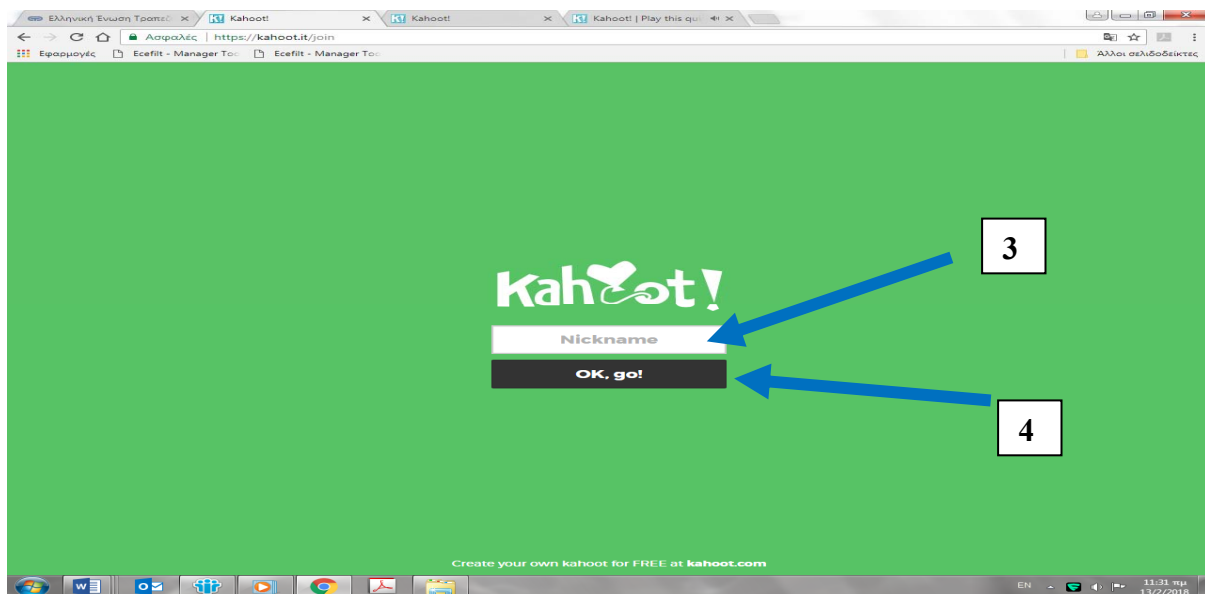 Ελληνική Ένωση Τραπεζ
Kahoot!
Kahoot!
Kahoot! | Play this qui
Ασφαλές | https://kahoot.it/join
Εφαρμογές
Ecefilt - Manager Too
Ecefilt - Manager Too
Άλλοι σελιδοδείκτες
3
Kahoot!
Nickname
OK, go!
4
Create your own kahoot for FREE at kahoot.com
EN
11:31 πμ
13/2/2018